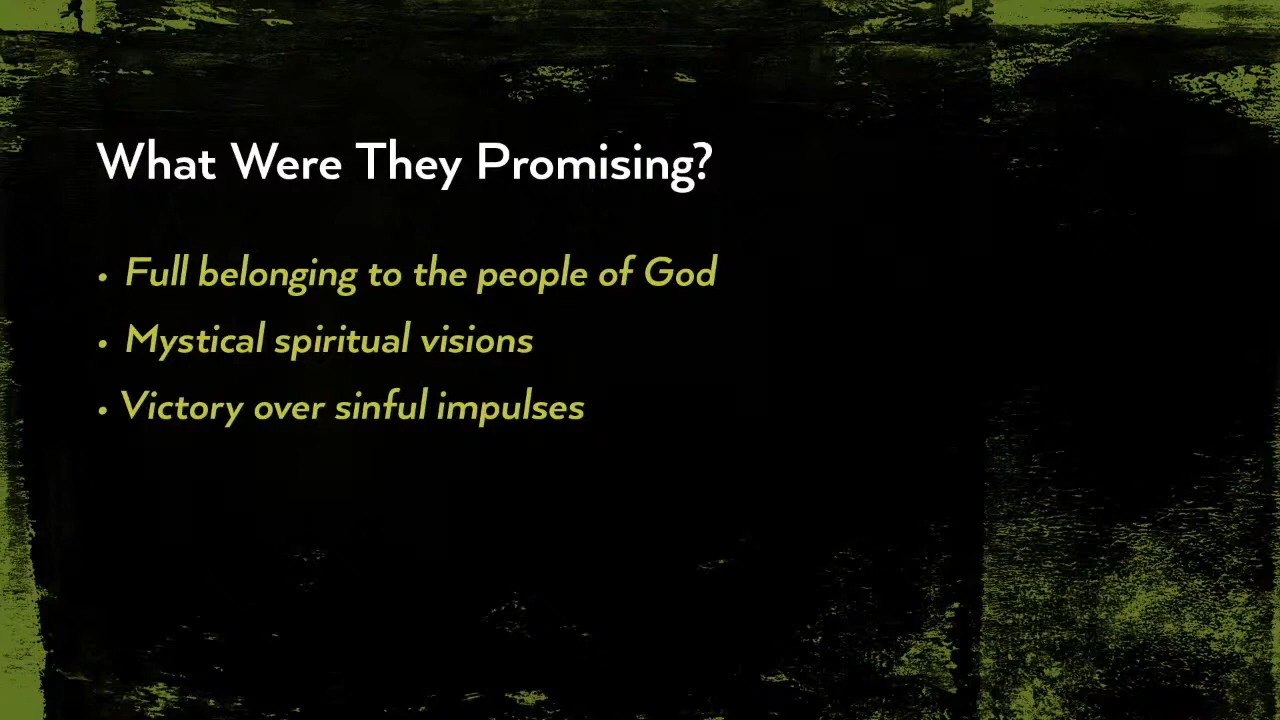 What Were They Promising?
• Full belonging to the people of God
• Mystical spiritual visions
• Victory over sinful impulses